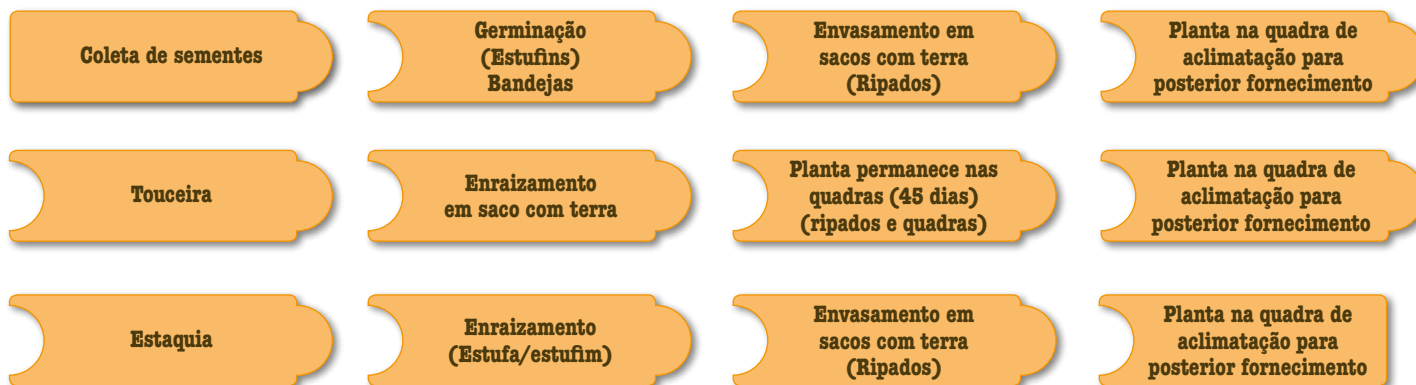 Coleta de sementes
Germinação
(Estufins)
Bandejas
Envasamento em
sacos com terra
(Ripados)
Planta na quadra de
aclimatação para
posterior fornecimento
Touceira
Enraizamento
em saco com terra
Planta permanece nas
quadras (45 dias)
(ripados e quadras)
Planta na quadra de
aclimatação para
posterior fornecimento
Estaquia
Enraizamento
(Estufa/estufim)
Envasamento em
sacos com terra
(Ripados)
Planta na quadra de
aclimatação para
posterior fornecimento